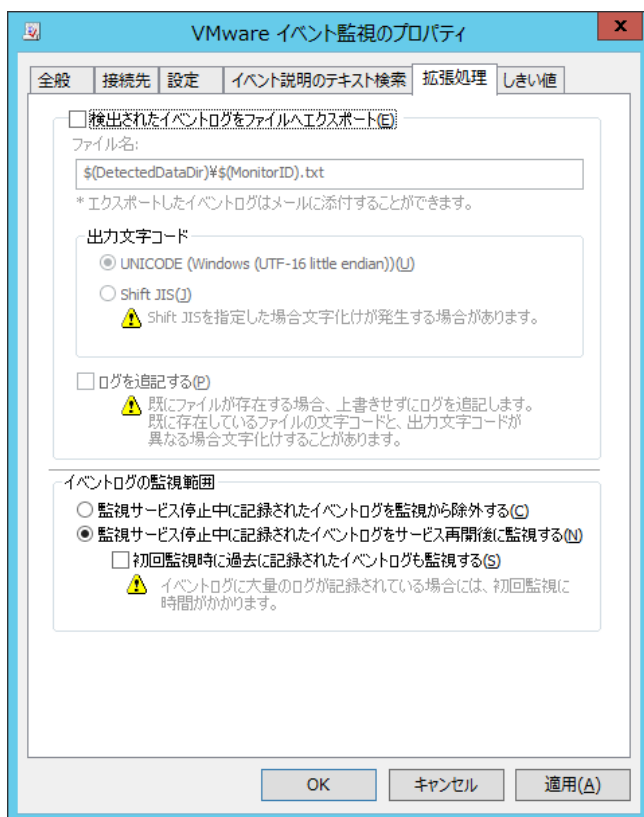 VMware イベント監視のプロパティ
x
全般 接続先 設定 イベント説明のテキスト検索 拡張処理 しきい値
検出されたイベントログをファイルへエクスポート(E)
ファイル名:
$(DetectedDataDir)¥$(MonitorID).txt
* エクスポートしたイベントログはメールに添付することができます。
出力文字コード
UNICODE (Windows (UTF-16 little endian))(U)
Shift JIS(J)
Shift JISを指定した場合文字化けが発生する場合があります。
ログを追記する(P)
既にファイルが存在する場合、上書きせずにログを追記します。
既に存在しているファイルの文字コードと、出力文字コードが
異なる場合文字化けすることがあります。
イベントログの監視範囲
監視サービス停止中に記録されたイベントログを監視から除外する(C)
監視サービス停止中に記録されたイベントログをサービス再開後に監視する(N)
初回監視時に過去に記録されたイベントログも監視する(S)
イベントログに大量のログが記録されている場合には、初回監視に
時間がかかります。
OK キャンセル 適用(A)